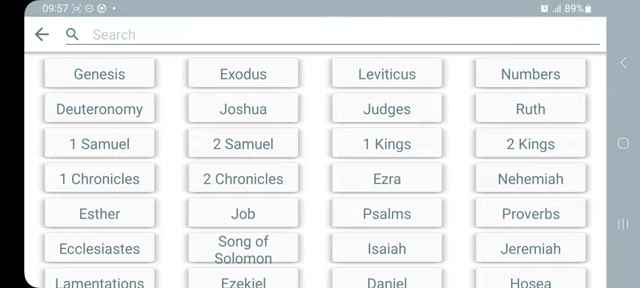 09:57 89%
Search
Genesis Exodus Leviticus Numbers
Deuteronomy Joshua Judges Ruth
1 Samuel 2 Samuel 1 Kings 2 Kings
1 Chronicles 2 Chronicles Ezra Nehemiah
Esther Job Psalms Proverbs
Ecclesiastes Song of Solomon Isaiah Jeremiah
Lamentations Ezekiel Daniel Hosea